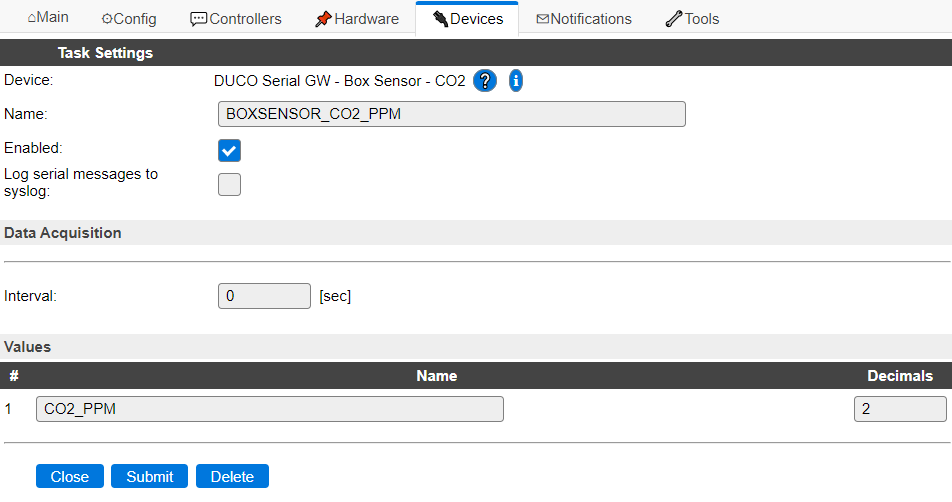 Main Config Controllers Hardware Devices Notifications Tools
Task Settings
Device: DUCO Serial GW - Box Sensor - CO2 ? i
Name: BOXSENSOR_CO2_PPM
Enabled:
Log serial messages to
syslog:
Data Acquisition
Interval: 0 [sec]
Values
# Name Decimals
1 CO2_PPM 2
Close Submit Delete